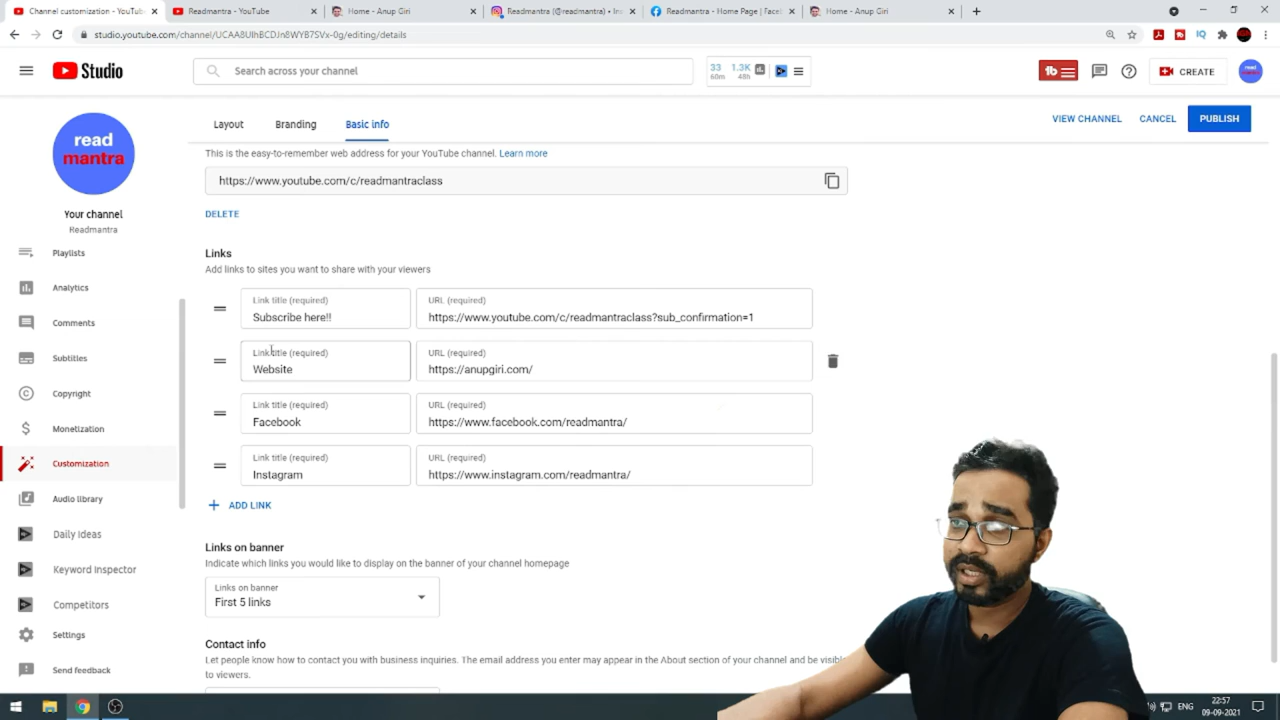 Channel customization - YouTub
Readmantra - YouTube
Home - Anup Giri
Readmantra (@readmantra) • In
Readmantra - Home Page | Face
Home - Anup Giri
studio.youtube.com/channel/UCAA8UIhBCDJn8WYB7SVx-0g/editing/details
Studio
Search across your channel
33 1.3K
60m 48h
CREATE
read
mantra
read
mantra
Your channel
Readmantra
Playlists
Analytics
Comments
Subtitles
Copyright
Monetization
Customization
Audio library
Daily Ideas
Keyword Inspector
Competitors
Settings
Send feedback
Layout Branding Basic info
VIEW CHANNEL CANCEL PUBLISH
This is the easy-to-remember web address for your YouTube channel. Learn more
https://www.youtube.com/c/readmantraclass
DELETE
Links
Add links to sites you want to share with your viewers
Link title (required) URL (required)
Subscribe here!! https://www.youtube.com/c/readmantraclass?sub_confirmation=1
Link title (required) URL (required)
Website https://anupgiri.com/
Link title (required) URL (required)
Facebook https://www.facebook.com/readmantra/
Link title (required) URL (required)
Instagram https://www.instagram.com/readmantra/
ADD LINK
Links on banner
Indicate which links you would like to display on the banner of your channel homepage
Links on banner
First 5 links
Contact info
Let people know how to contact you with business inquiries. The email address you enter may appear in the About section of your channel and be visible
to viewers.
ENG
22:57
09-09-2021